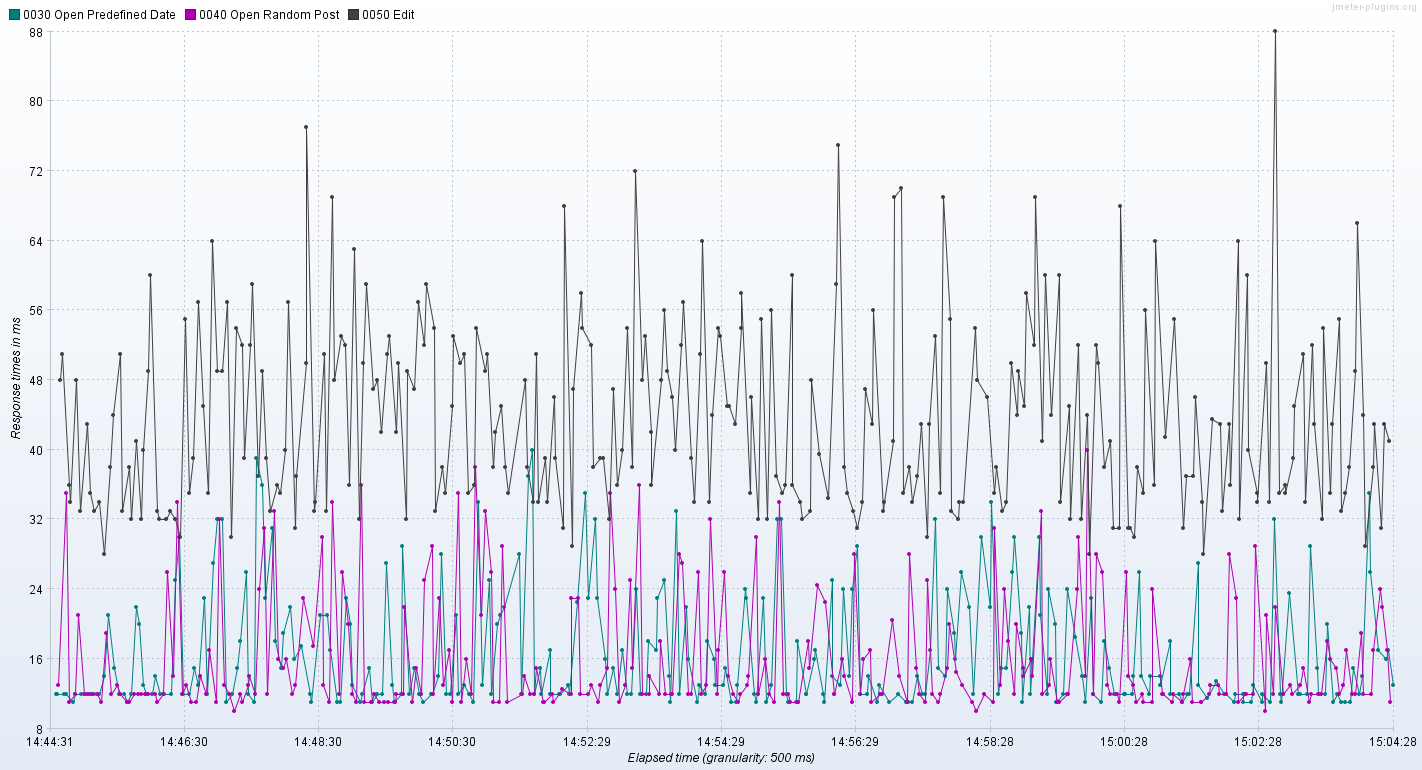 0030 Open Predefined Date 0040 Open Random Post 0050 Edit
jmeter-plugins.org
88
80
72
64
56
48
40
32
24
16
8
Response times in ms
14:44:31 14:46:30 14:48:30 14:50:30 14:52:29 14:54:29 14:56:29 14:58:28 15:00:28 15:02:28 15:04:28
Elapsed time (granularity: 500 ms)